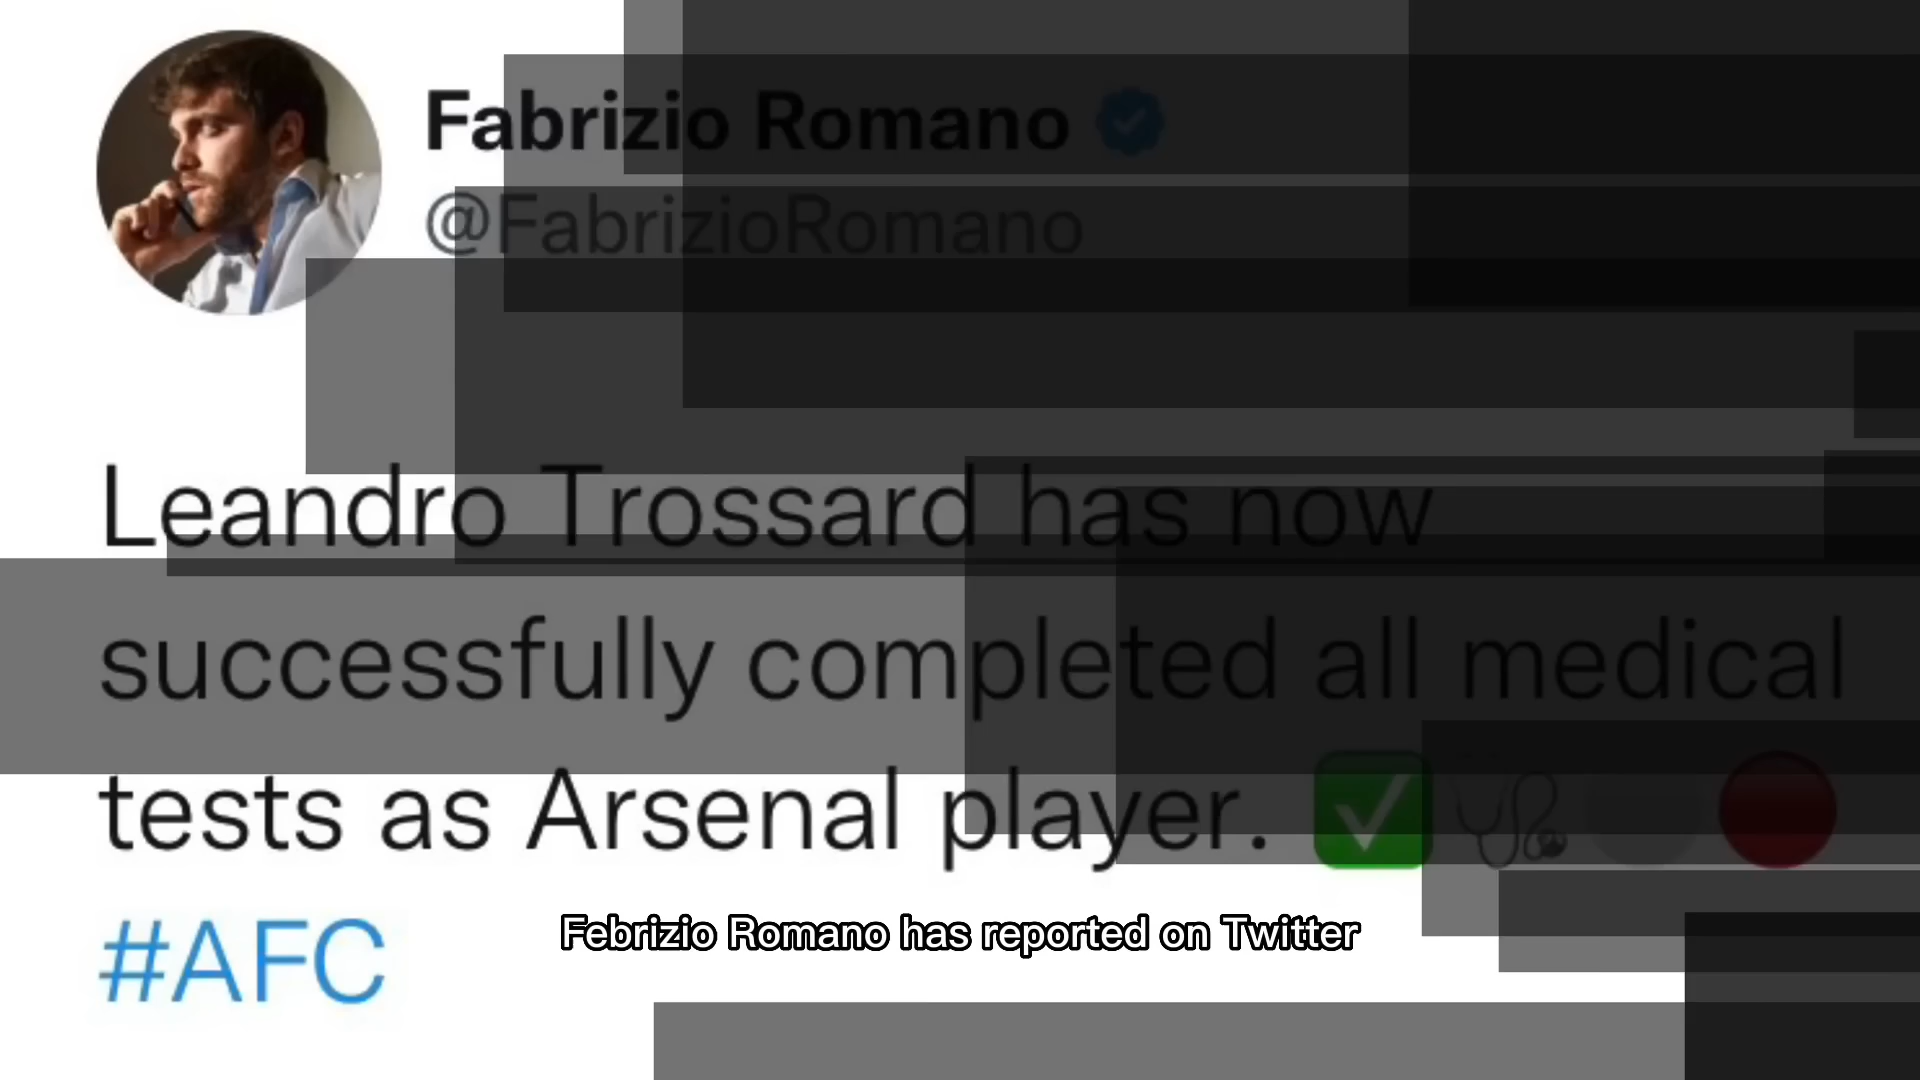 Fabrizio Romano
@FabrizioRomano
Leandro Trossard has now
successfully completed all medical
tests as Arsenal player.
#AFC
Febrizio Romano has reported on Twitter